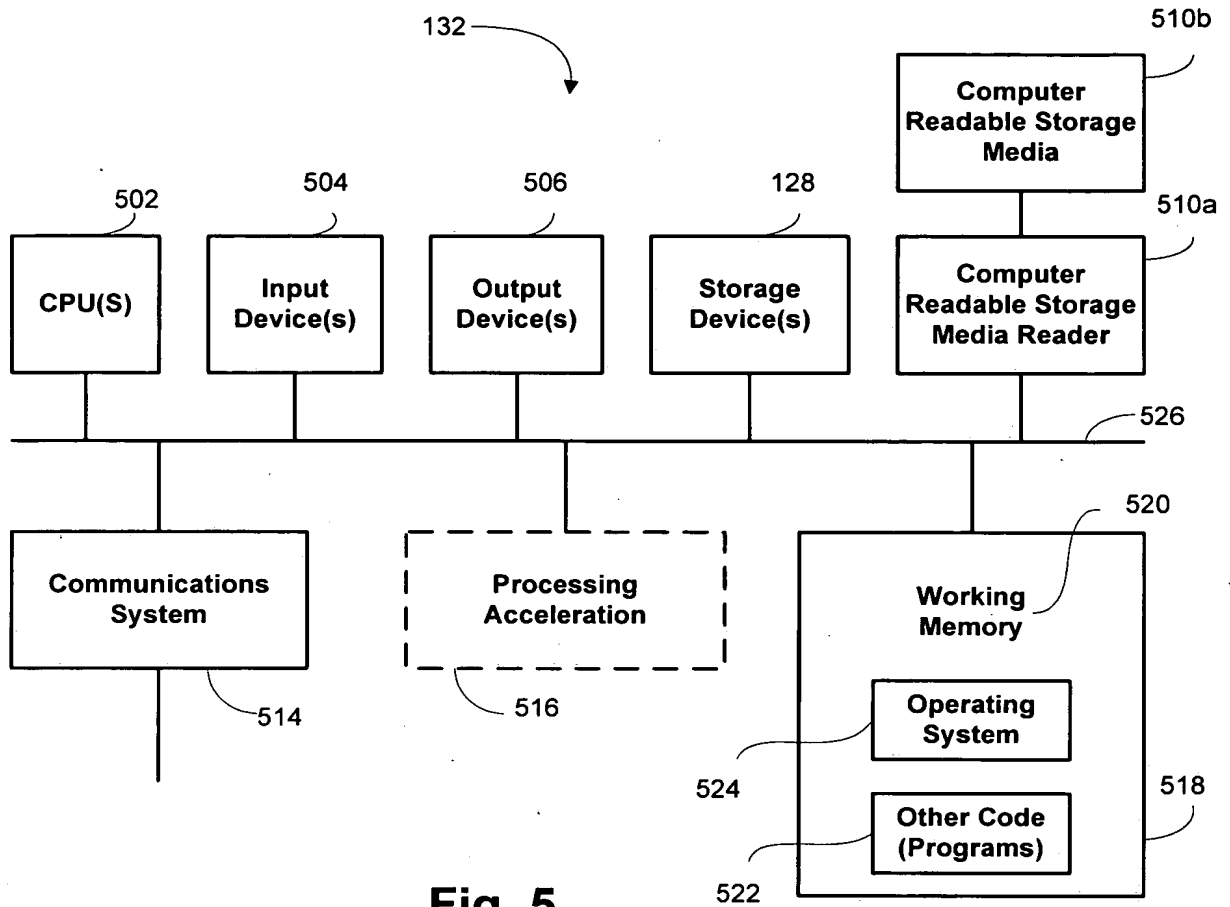 132
510b
Computer
Readable Storage
Media
502
504
506
128
510a
CPU(S)
Input
Device(s)
Output
Device(s)
Storage
Device(s)
Computer
Readable Storage
Media Reader
526
Communications
System
Processing
Acceleration
520
Working
Memory
514
516
Operating
System
524
518
Other Code
(Programs)
522
Fig. 5